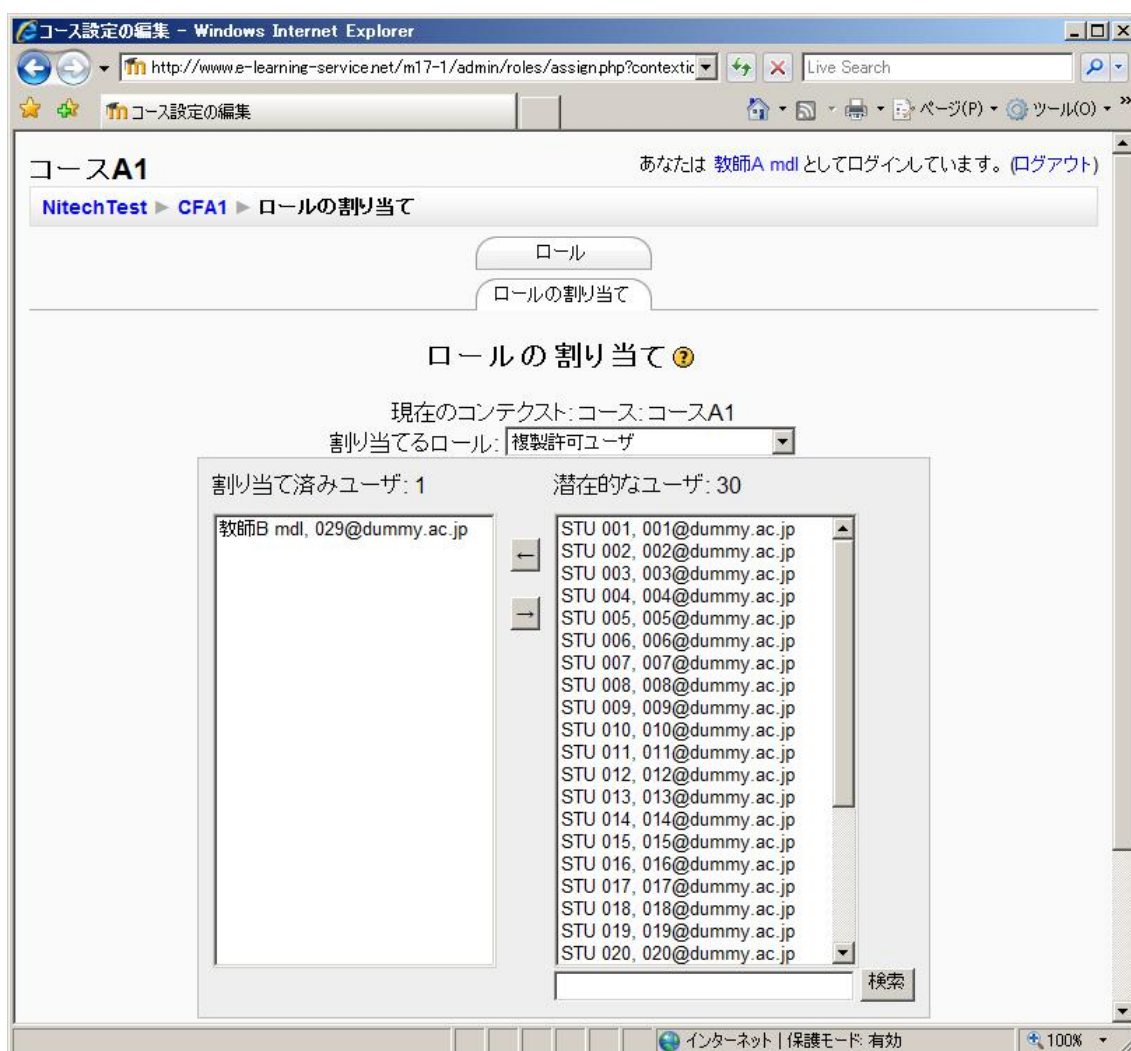 コース設定の編集 - Windows Internet Explorer
http://www.e-learning-service.net/m17-1/admin/roles/assign.php?contextic
Live Search
コース設定の編集
ページ(P)
ツール(O)
»
コースA1
あなたは 教師A mdl としてログインしています。(ログアウト)
NitechTest ► CFA1 ► ロールの割り当て
ロール
ロールの割り当て
ロールの割り当て ?
現在のコンテクスト: コース: コースA1
割り当てるロール: 複製許可ユーザ
割り当て済みユーザ: 1
潜在的なユーザ: 30
教師B mdl, 029@dummy.ac.jp
←
→
STU 001, 001@dummy.ac.jp
STU 002, 002@dummy.ac.jp
STU 003, 003@dummy.ac.jp
STU 004, 004@dummy.ac.jp
STU 005, 005@dummy.ac.jp
STU 006, 006@dummy.ac.jp
STU 007, 007@dummy.ac.jp
STU 008, 008@dummy.ac.jp
STU 009, 009@dummy.ac.jp
STU 010, 010@dummy.ac.jp
STU 011, 011@dummy.ac.jp
STU 012, 012@dummy.ac.jp
STU 013, 013@dummy.ac.jp
STU 014, 014@dummy.ac.jp
STU 015, 015@dummy.ac.jp
STU 016, 016@dummy.ac.jp
STU 017, 017@dummy.ac.jp
STU 018, 018@dummy.ac.jp
STU 019, 019@dummy.ac.jp
STU 020, 020@dummy.ac.jp
検索
インターネット | 保護モード: 有効
100%